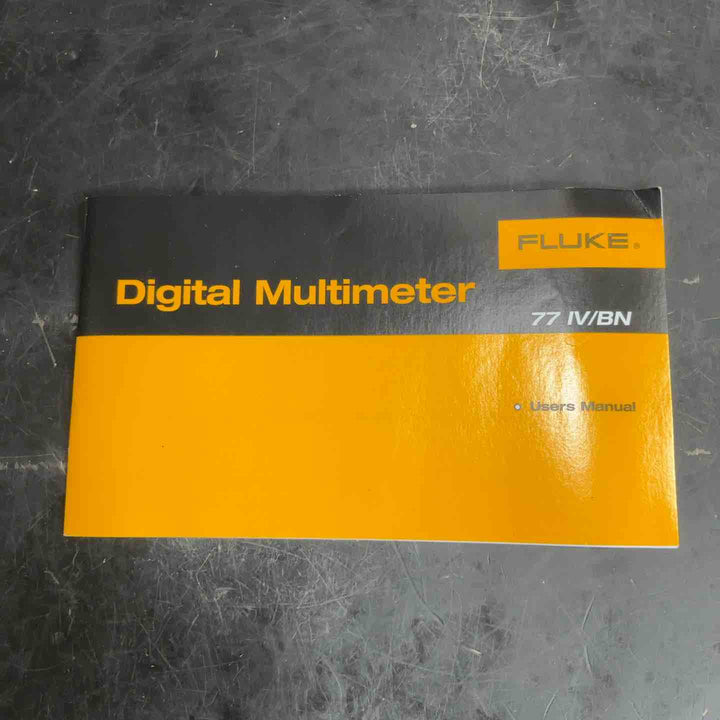 FLUKE®
Digital Multimeter
77 IV/BN
Users Manual